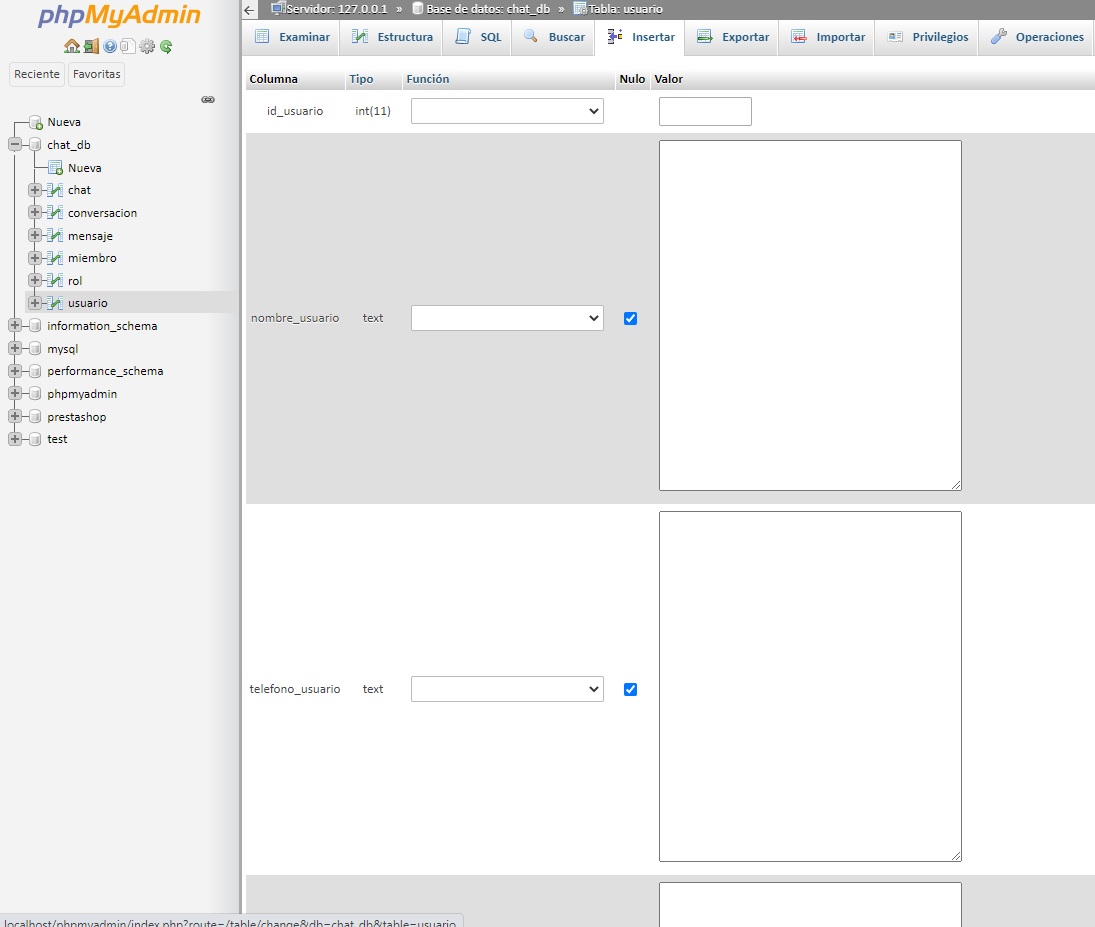 phpMyAdmin
Reciente Favoritas
Nueva
chat_db
Nueva
chat
conversacion
mensaje
miembro
rol
usuario
information_schema
mysql
performance_schema
phpmyadmin
prestashop
test
Servidor: 127.0.0.1 » Base de datos: chat_db » Tabla: usuario
Examinar Estructura SQL Buscar Insertar Exportar Importar Privilegios Operaciones
Columna Tipo Función Nulo Valor
id_usuario int(11)
nombre_usuario text
telefono_usuario text
localhost/phpmyadmin/index.php?route=/table/change&db=chat_db&table=usuario